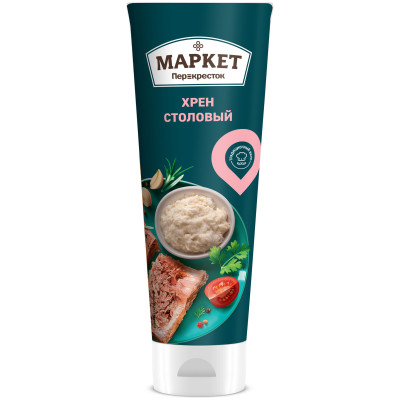 МАРКЕТ
Перекресток
ХРЕН
СТОЛОВЫЙ